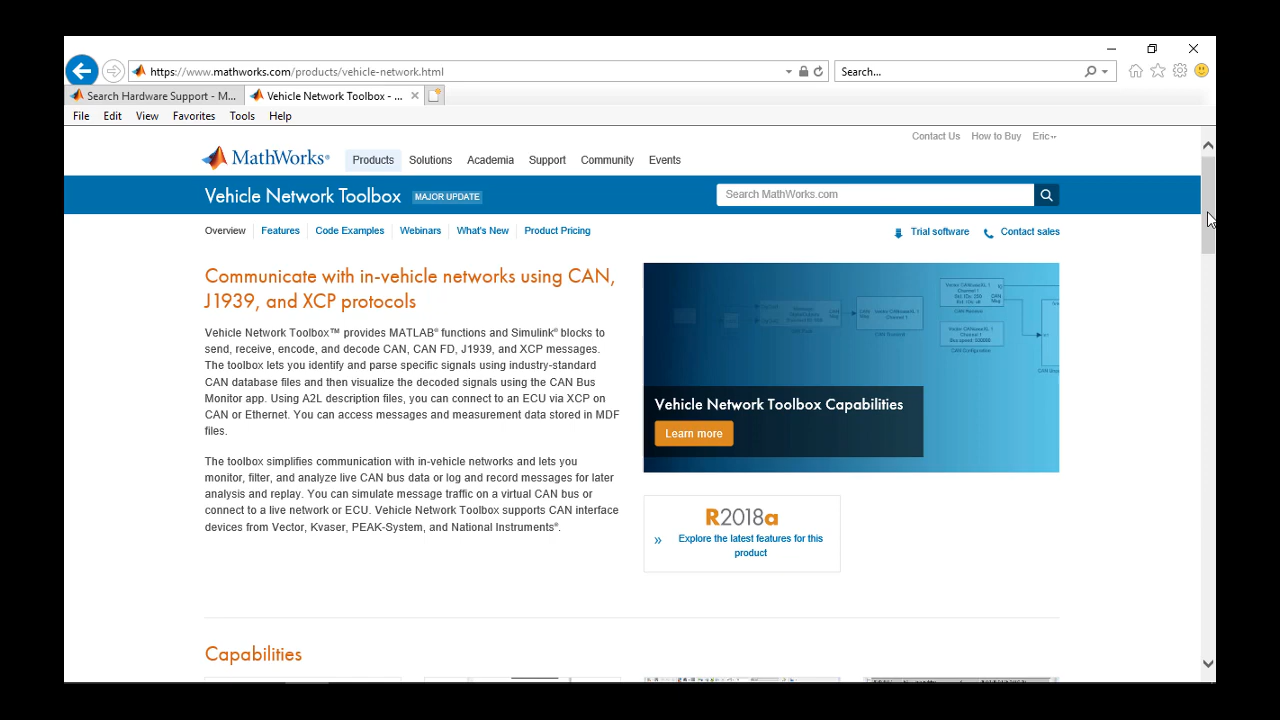 https://www.mathworks.com/products/vehicle-network.html
Search...
Search Hardware Support - M...
Vehicle Network Toolbox - ...
File Edit View Favorites Tools Help
Contact Us How to Buy Eric
MathWorks®
Products Solutions Academia Support Community Events
Vehicle Network Toolbox MAJOR UPDATE
Search MathWorks.com
Overview Features Code Examples Webinars What's New Product Pricing
Trial software Contact sales
Communicate with in-vehicle networks using CAN,
J1939, and XCP protocols
Vehicle Network Toolbox™ provides MATLAB® functions and Simulink® blocks to
send, receive, encode, and decode CAN, CAN FD, J1939, and XCP messages.
The toolbox lets you identify and parse specific signals using industry-standard
CAN database files and then visualize the decoded signals using the CAN Bus
Monitor app. Using A2L description files, you can connect to an ECU via XCP on
CAN or Ethernet. You can access messages and measurement data stored in MDF
files.
The toolbox simplifies communication with in-vehicle networks and lets you
monitor, filter, and analyze live CAN bus data or log and record messages for later
analysis and replay. You can simulate message traffic on a virtual CAN bus or
connect to a live network or ECU. Vehicle Network Toolbox supports CAN interface
devices from Vector, Kvaser, PEAK-System, and National Instruments®.
Vehicle Network Toolbox Capabilities
Learn more
R2018a
» Explore the latest features for this
product
Capabilities